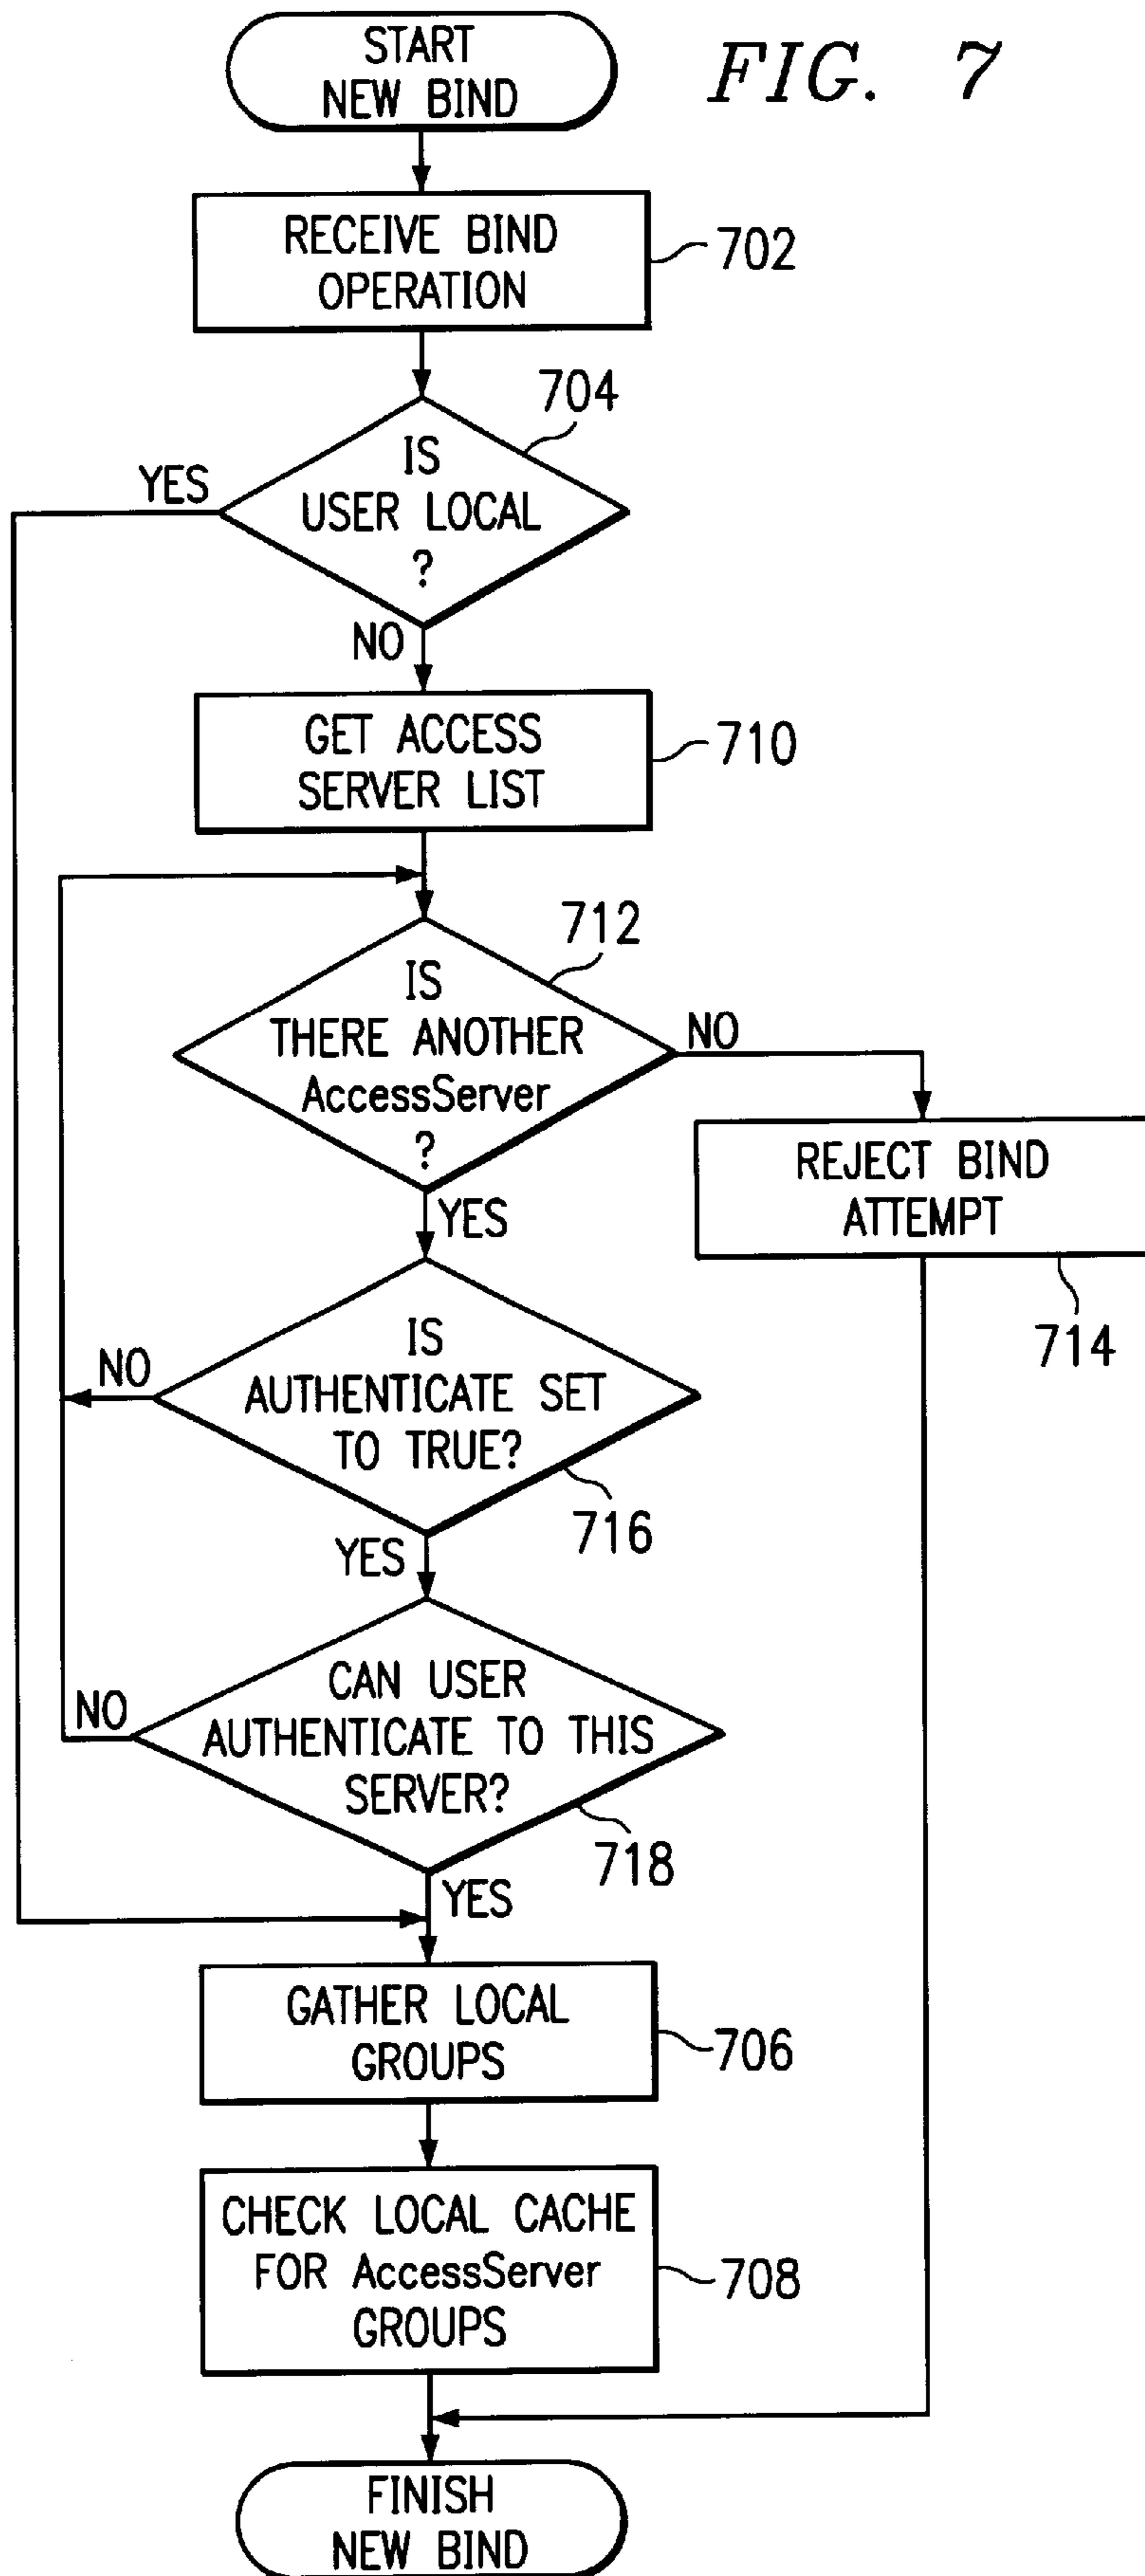 START
NEW BIND
FIG. 7
RECEIVE BIND
OPERATION
702
704
IS
USER LOCAL
?
YES
NO
GET ACCESS
SERVER LIST
710
712
IS
THERE ANOTHER
AccessServer
?
NO
YES
REJECT BIND
ATTEMPT
714
IS
AUTHENTICATE SET
TO TRUE?
NO
716
YES
CAN USER
AUTHENTICATE TO THIS
SERVER?
NO
718
YES
GATHER LOCAL
GROUPS
706
CHECK LOCAL CACHE
FOR AccessServer
GROUPS
708
FINISH
NEW BIND